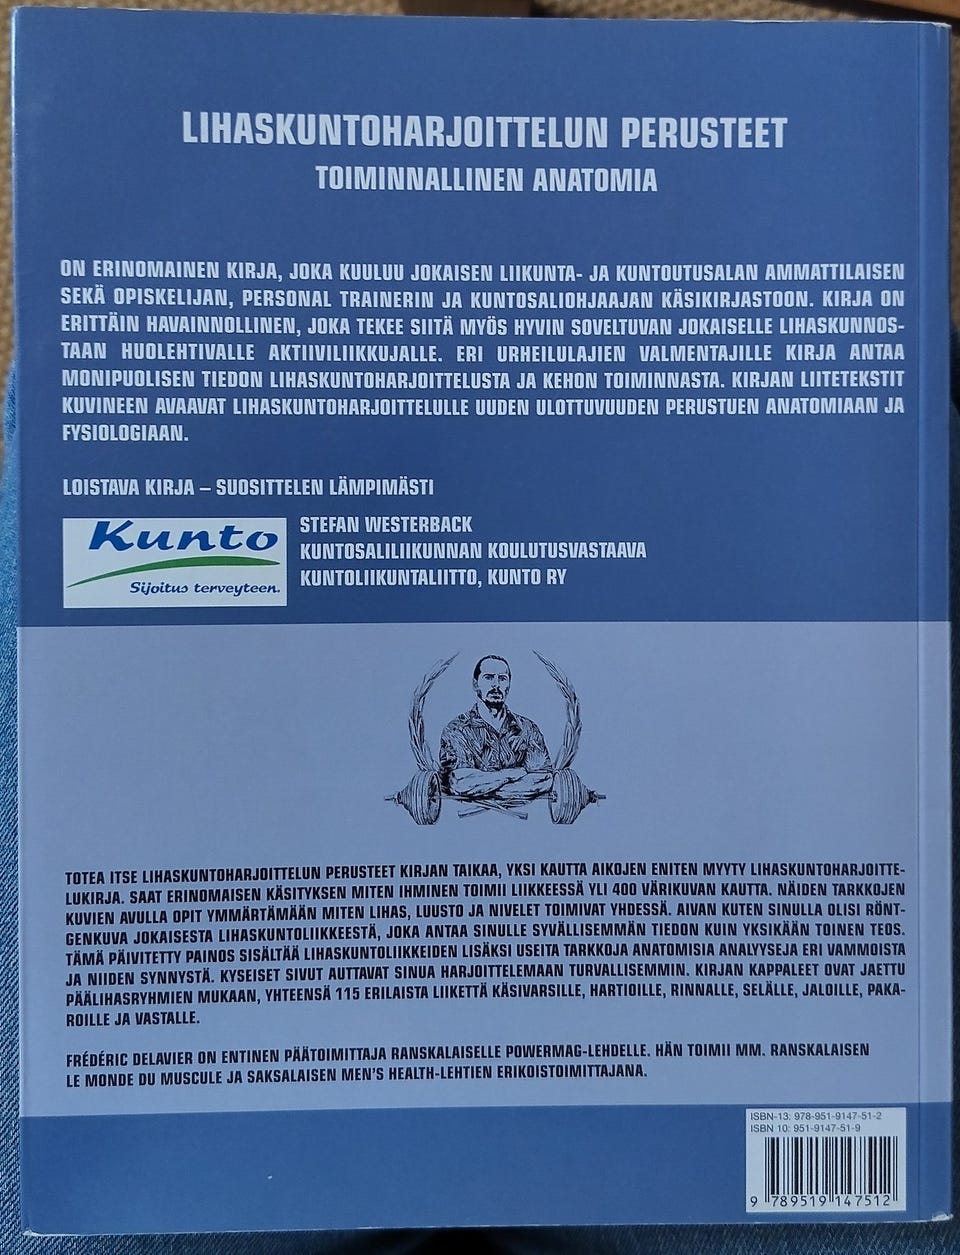 LIHASKUNTOHARJOITTELUN PERUSTEET
TOIMINNALLINEN ANATOMIA
ON ERINOMAINEN KIRJA, JOKA KUULUU JOKAISEN LIIKUNTA- JA KUNTOUTUSALAN AMMATTILAISEN
SEKÄ OPISKELIJAN, PERSONAL TRAINERIN JA KUNTOSALIOHJAAJAN KÄSIKIRJASTOON. KIRJA ON
ERITTÄIN HAVAINNOLLINEN, JOKA TEKEE SIITÄ MYÖS HYVIN SOVELTUVAN JOKAISELLE LIHASKUNNOS-
TAAN HUOLEHTIVALLE AKTIIVILIIKKUJALLE. ERI URHEILULAJIEN VALMENTAJILLE KIRJA ANTAA
MONIPUOLISEN TIEDON LIHASKUNTOHARJOITTELUSTA JA KEHON TOIMINNASTA. KIRJAN LIITETEKSTIT
KUVINEEN AVAAVAT LIHASKUNTOHARJOITTELULLE UUDEN ULOTTUVUUDEN PERUSTUEN ANATOMIAAN JA
FYSIOLOGIAAN.
LOISTAVA KIRJA – SUOSITTELEN LÄMPIMÄSTI
Kunto
Sijoitus terveyteen.
STEFAN WESTERBACK
KUNTOSALILIIKUNNAN KOULUTUSVASTAAVA
KUNTOLIIKUNTALIITTO, KUNTO RY
TOTEA ITSE LIHASKUNTOHARJOITTELUN PERUSTEET KIRJAN TAIKAA, YKSI KAUTTA AIKOJEN ENITEN MYYTY LIHASKUNTOHARJOITTE-
LUKIRJA. SAAT ERINOMAISEN KÄSITYKSEN MITEN IHMINEN TOIMII LIIKKEESSÄ YLI 400 VÄRIKUVAN KAUTTA. NÄIDEN TARKKOJEN
KUVIEN AVULLA OPIT YMMÄRTÄMÄÄN MITEN LIHAS, LUUSTO JA NIVELET TOIMIVAT YHDESSÄ. AIVAN KUTEN SINULLA OLISI RÖNT-
GENKUVA JOKAISESTA LIHASKUNTOLIIKKEESTÄ, JOKA ANTAA SINULLE SYVÄLLISEMMÄN TIEDON KUIN YKSIKÄÄN TOINEN TEOS.
TÄMÄ PÄIVITETTY PAINOS SISÄLTÄÄ LIHASKUNTOLIIKKEIDEN LISÄKSI USEITA TARKKOJA ANATOMISIA ANALYYSEJA ERI VAMMOISTA
JA NIIDEN SYNNYSTÄ. KYSEISET SIVUT AUTTAVAT SINUA HARJOITTELEMAAN TURVALLISEMMIN. KIRJAN KAPPALEET OVAT JAETTU
PÄÄLIHASRYHMIEN MUKAAN, YHTEENSÄ 115 ERILAISTA LIIKETTÄ KÄSIVARSILLE, HARTIOILLE, RINNALLE, SELÄLLE, JALOILLE, PAKA-
ROILLE JA VASTALLE.
FRÉDÉRIC DELAVIER ON ENTINEN PÄÄTOIMITTAJA RANSKALAISELLE POWERMAG-LEHDELLE. HÄN TOIMII MM. RANSKALAISEN
LE MONDE DU MUSCULE JA SAKSALAISEN MEN'S HEALTH-LEHTIEN ERIKOISTOIMITTAJANA.
ISBN-13: 978-951-9147-51-2
ISBN 10: 951-9147-51-9
9 789519 147512